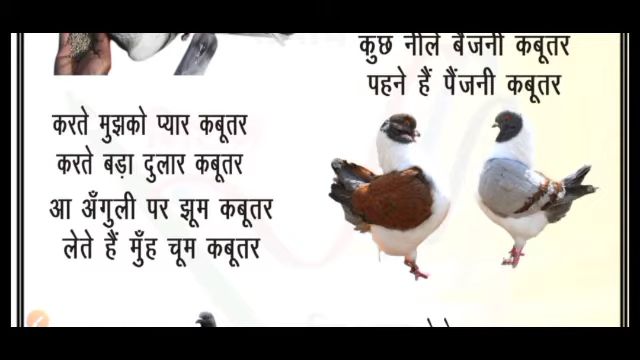 कुछ नीले बैंजनी कबूतर
पहने हैं पैंजनी कबूतर
करते मुझको प्यार कबूतर
करते बड़ा दुलार कबूतर
आ अँगुली पर झूम कबूतर
लेते हैं मुँह चूम कबूतर